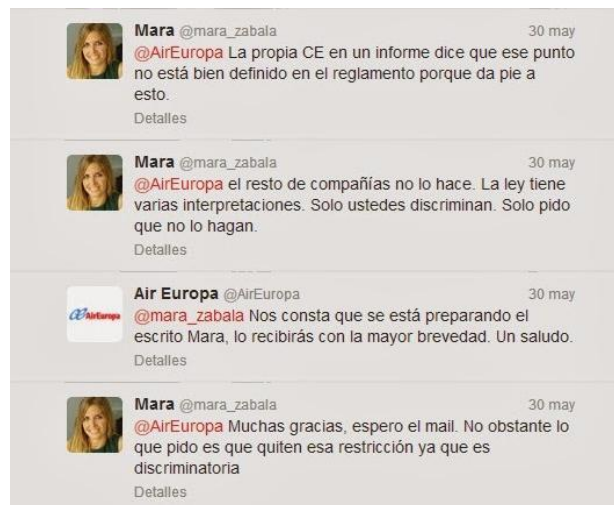 Mara @mara_zabala 30 may
@AirEuropa La propia CE en un informe dice que ese punto
no está bien definido en el reglamento porque da pie a
esto.
Detalles
Mara @mara_zabala 30 may
@AirEuropa el resto de compañías no lo hace. La ley tiene
varias interpretaciones. Solo ustedes discriminan. Solo pido
que no lo hagan.
Detalles
Air Europa @AirEuropa 30 may
AirEuropa
@mara_zabala Nos consta que se está preparando el
escrito Mara, lo recibirás con la mayor brevedad. Un saludo.
Detalles
Mara @mara_zabala 30 may
@AirEuropa Muchas gracias, espero el mail. No obstante lo
que pido es que quiten esa restricción ya que es
discriminatoria
Detalles